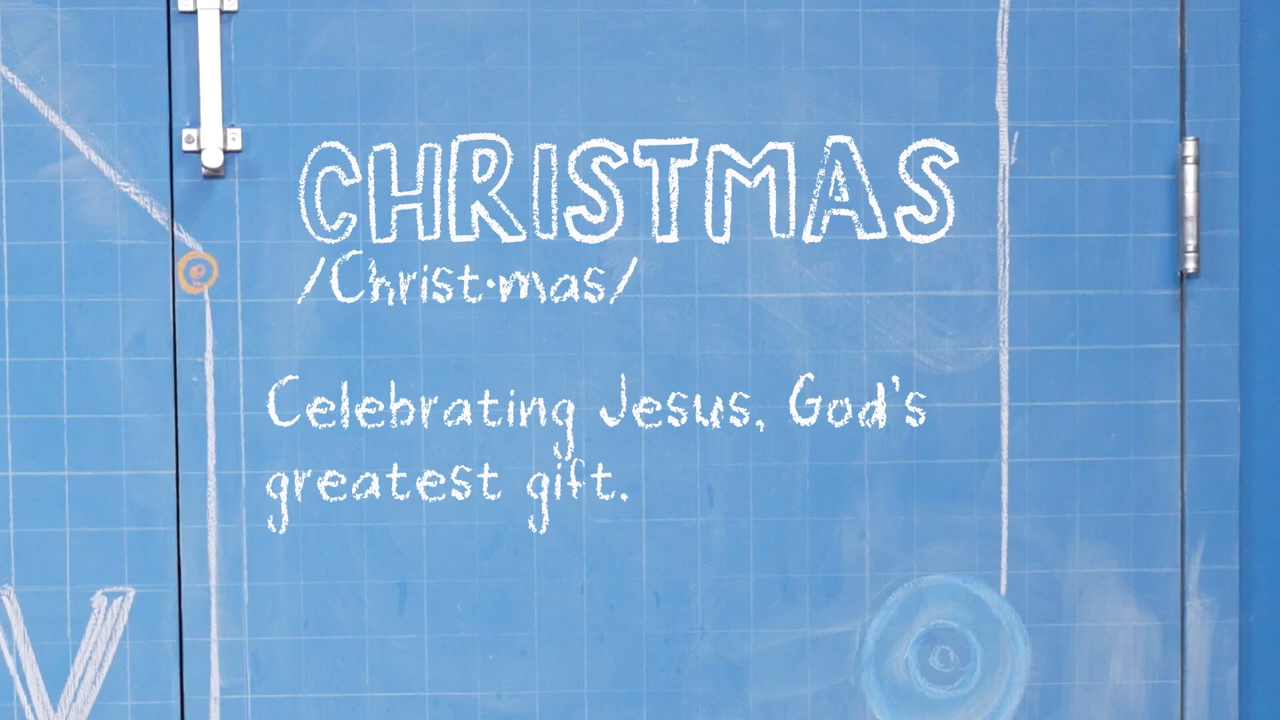 CHRISTMAS
/Christ·mas/
Celebrating Jesus, God's
greatest gift.
V